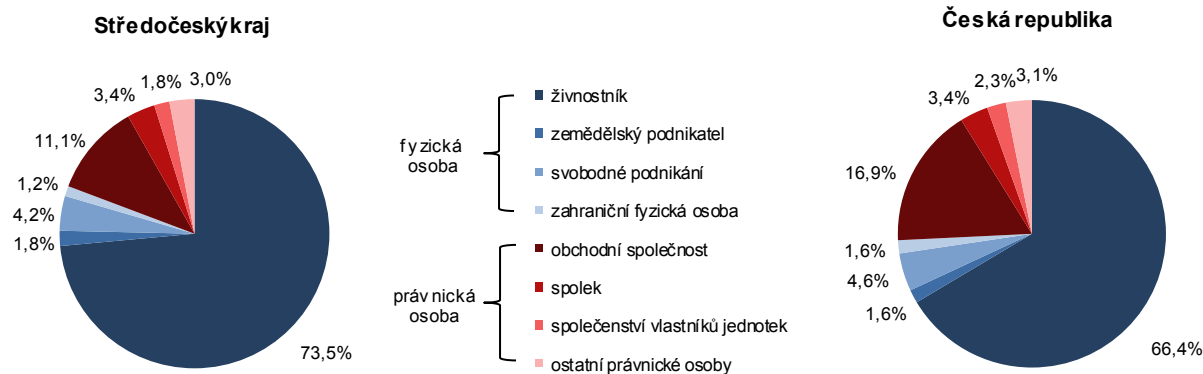 Středočeský kraj
3,0%
1,8%
3,4%
11,1%
1,2%
4,2%
1,8%
73,5%
fyzická
osoba
právnická
osoba
živnostník
zemědělský podnikatel
svobodné podnikání
zahraniční fyzická osoba
obchodní společnost
spolek
společenství vlastníků jednotek
ostatní právnické osoby
Česká republika
3,1%
2,3%
3,4%
16,9%
1,6%
4,6%
1,6%
66,4%